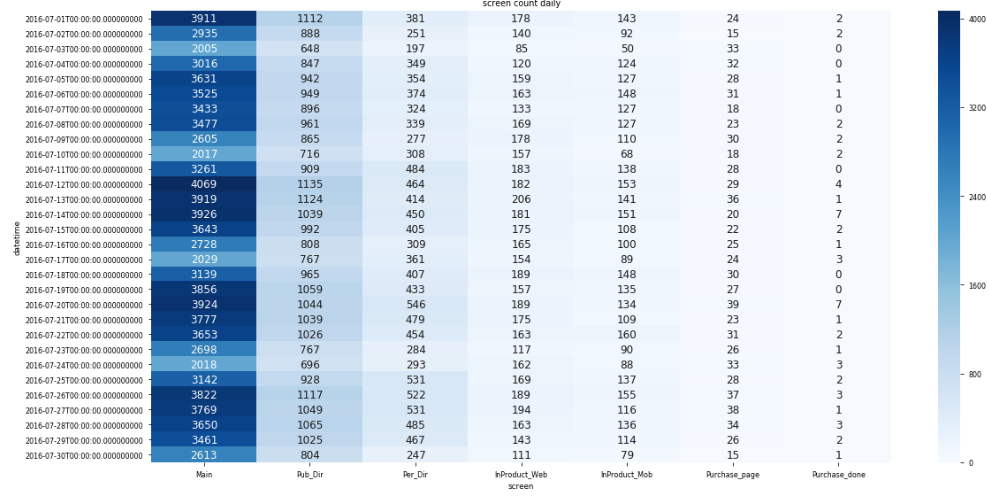 screen count daily
2016-07-01T00:00:00.000000000 3911 1112 381 178 143 24 2
2016-07-02T00:00:00.000000000 2935 888 251 140 92 15 2
2016-07-03T00:00:00.000000000 2005 648 197 85 50 33 0
2016-07-04T00:00:00.000000000 3016 847 349 120 124 32 0
2016-07-05T00:00:00.000000000 3631 942 354 159 127 28 1
2016-07-06T00:00:00.000000000 3525 949 374 163 148 31 1
2016-07-07T00:00:00.000000000 3433 896 324 133 127 18 0
2016-07-08T00:00:00.000000000 3477 961 339 169 127 23 2
2016-07-09T00:00:00.000000000 2605 865 277 178 110 30 2
2016-07-10T00:00:00.000000000 2017 716 308 157 68 18 2
2016-07-11T00:00:00.000000000 3261 909 484 183 138 28 0
2016-07-12T00:00:00.000000000 4069 1135 464 182 153 29 4
2016-07-13T00:00:00.000000000 3919 1124 414 206 141 36 1
2016-07-14T00:00:00.000000000 3926 1039 450 181 151 20 7
2016-07-15T00:00:00.000000000 3643 992 405 175 108 22 2
2016-07-16T00:00:00.000000000 2728 808 309 165 100 25 1
2016-07-17T00:00:00.000000000 2029 767 361 154 89 24 3
2016-07-18T00:00:00.000000000 3139 965 407 189 148 30 0
2016-07-19T00:00:00.000000000 3856 1059 433 157 135 27 0
2016-07-20T00:00:00.000000000 3924 1044 546 189 134 39 7
2016-07-21T00:00:00.000000000 3777 1039 479 175 109 23 1
2016-07-22T00:00:00.000000000 3653 1026 454 163 160 31 2
2016-07-23T00:00:00.000000000 2698 767 284 117 90 26 1
2016-07-24T00:00:00.000000000 2018 696 293 162 88 33 3
2016-07-25T00:00:00.000000000 3142 928 531 169 137 28 2
2016-07-26T00:00:00.000000000 3822 1117 522 189 155 37 3
2016-07-27T00:00:00.000000000 3769 1049 531 194 116 38 1
2016-07-28T00:00:00.000000000 3650 1065 485 163 136 34 3
2016-07-29T00:00:00.000000000 3461 1025 467 143 114 26 2
2016-07-30T00:00:00.000000000 2613 804 247 111 79 15 1
datetime
Main Pub_Dir Per_Dir InProduct_Web InProduct_Mob Purchase_page Purchase_done
screen
4000
3200
2400
1600
800
0